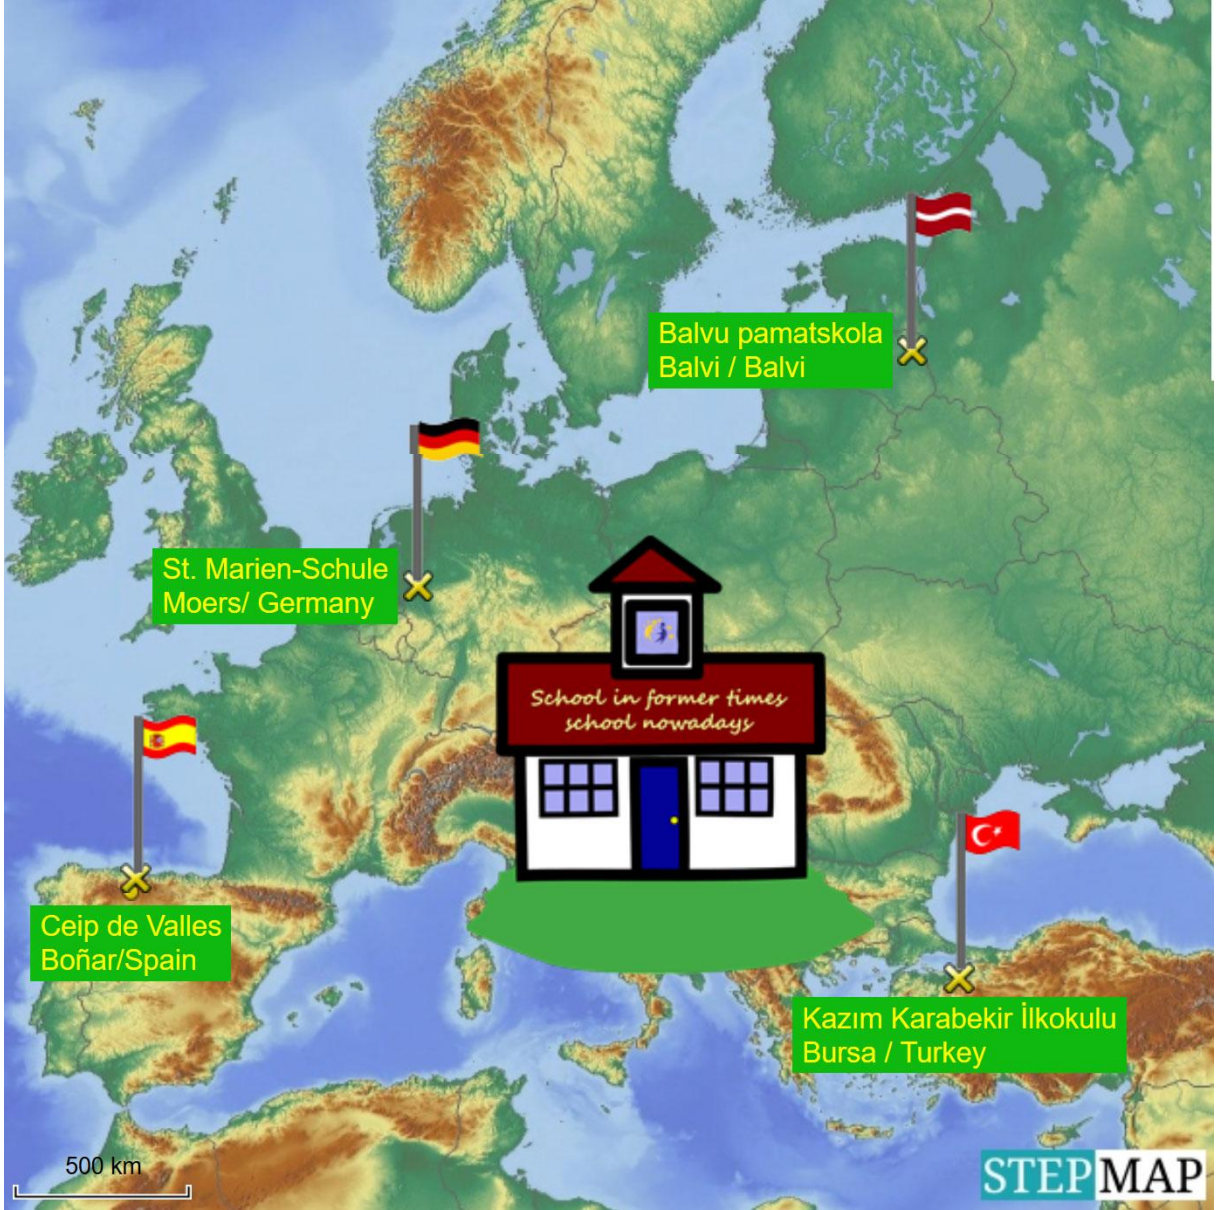 Balvu pamatskola
Balvi / Balvi
St. Marien-Schule
Moers/ Germany
School in former times
school nowadays
Ceip de Valles
Boñar/Spain
Kazım Karabekir İlkokulu
Bursa / Turkey
500 km
STEPMAP